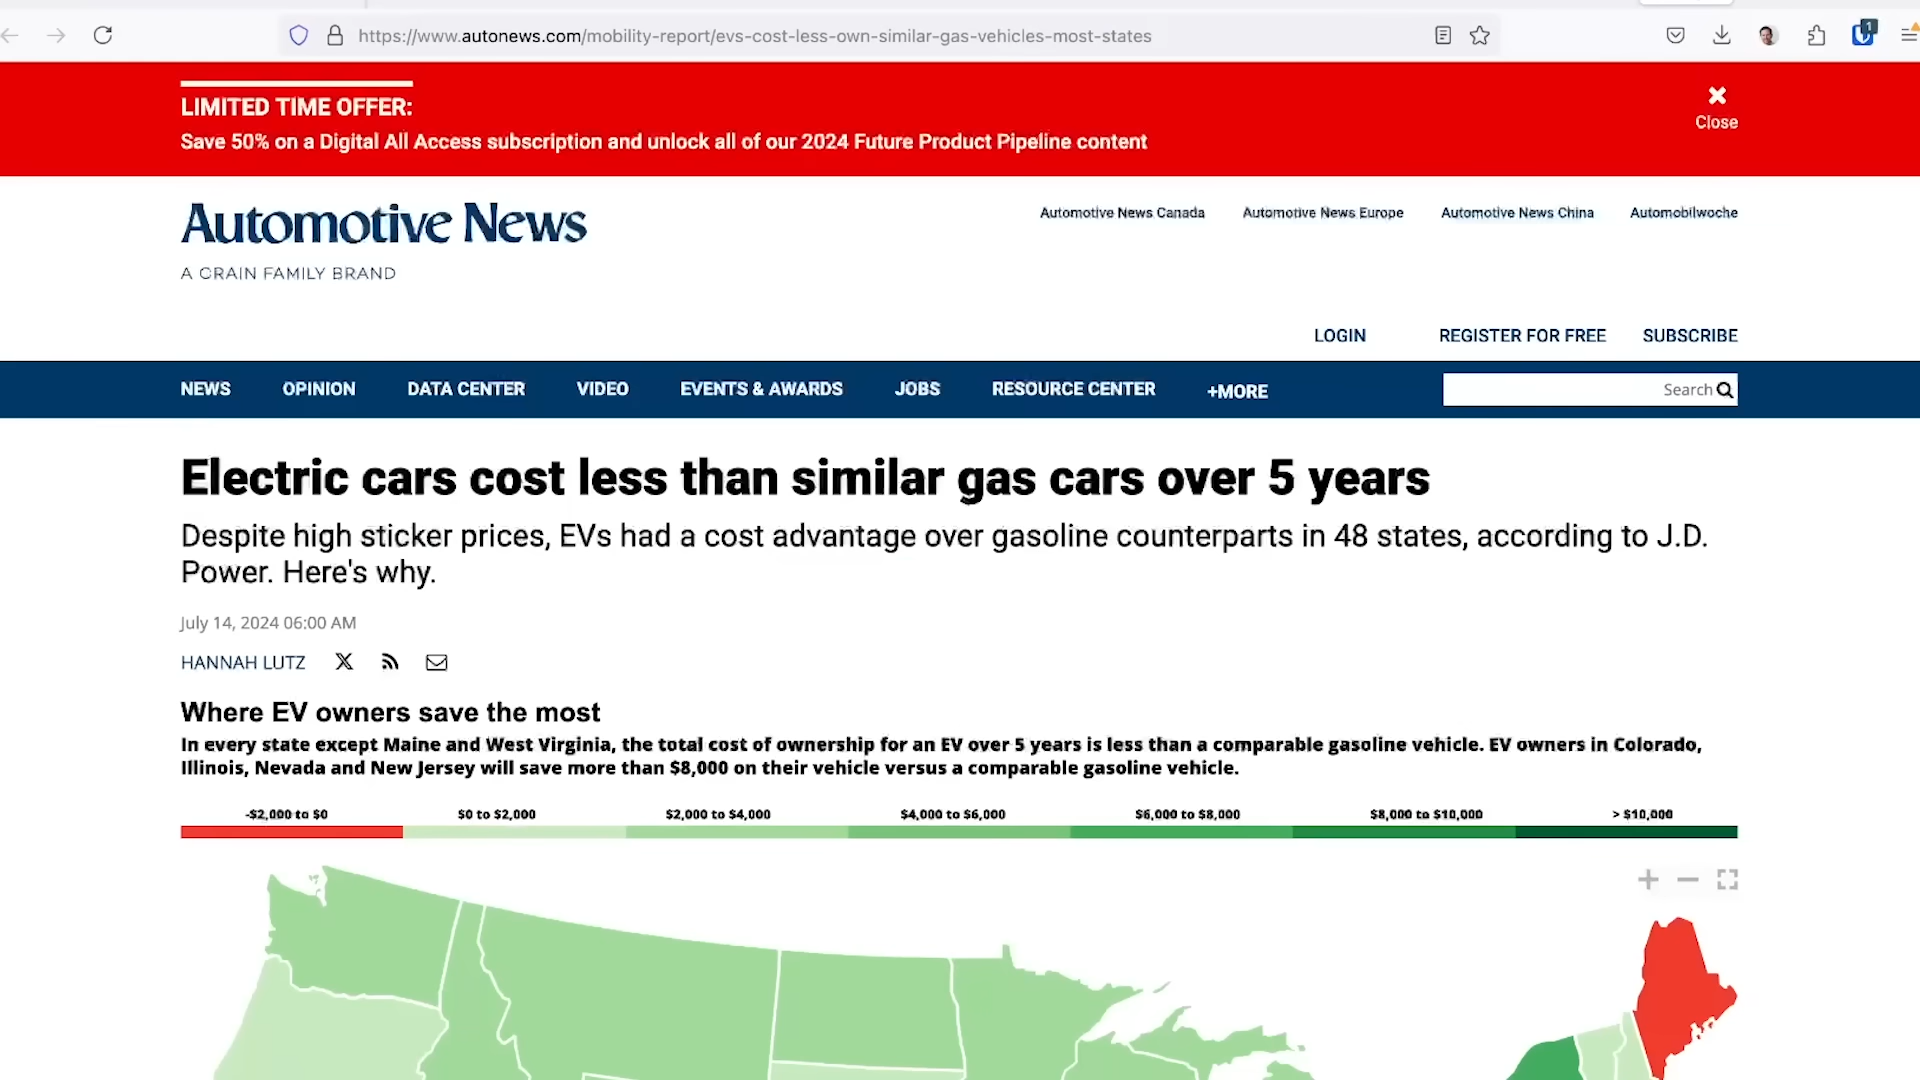 https://www.autonews.com/mobility-report/evs-cost-less-own-similar-gas-vehicles-most-states
1
LIMITED TIME OFFER:
Save 50% on a Digital All Access subscription and unlock all of our 2024 Future Product Pipeline content
Close
Automotive News
A CRAIN FAMILY BRAND
Automotive News Canada Automotive News Europe Automotive News China Automobilwoche
LOGIN REGISTER FOR FREE SUBSCRIBE
NEWS OPINION DATA CENTER VIDEO EVENTS & AWARDS JOBS RESOURCE CENTER +MORE Search
Electric cars cost less than similar gas cars over 5 years
Despite high sticker prices, EVs had a cost advantage over gasoline counterparts in 48 states, according to J.D.
Power. Here's why.
July 14, 2024 06:00 AM
HANNAH LUTZ
Where EV owners save the most
In every state except Maine and West Virginia, the total cost of ownership for an EV over 5 years is less than a comparable gasoline vehicle. EV owners in Colorado,
Illinois, Nevada and New Jersey will save more than $8,000 on their vehicle versus a comparable gasoline vehicle.
-$2,000 to $0 $0 to $2,000 $2,000 to $4,000 $4,000 to $6,000 $6,000 to $8,000 $8,000 to $10,000 > $10,000